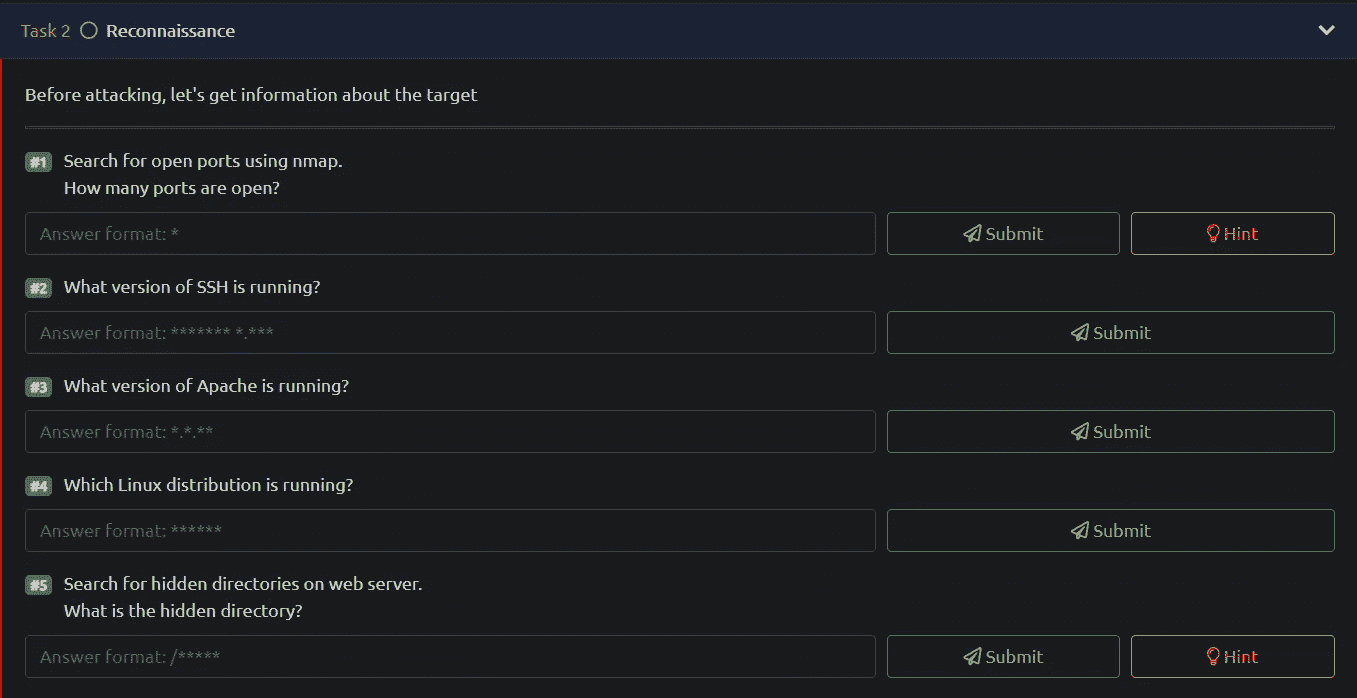 Task 2 Reconnaissance
Before attacking, let's get information about the target
#1 Search for open ports using nmap.
How many ports are open?
Answer format: * Submit Hint
#2 What version of SSH is running?
Answer format: ******* *.*** Submit
#3 What version of Apache is running?
Answer format: *.*.** Submit
#4 Which Linux distribution is running?
Answer format: ****** Submit
#5 Search for hidden directories on web server.
What is the hidden directory?
Answer format: /***** Submit Hint